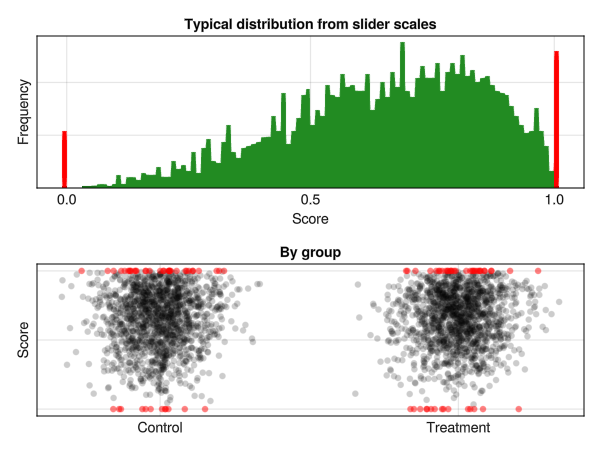 Typical distribution from slider scales
Frequency
0.0 0.5 1.0
Score
By group
Score
Control Treatment